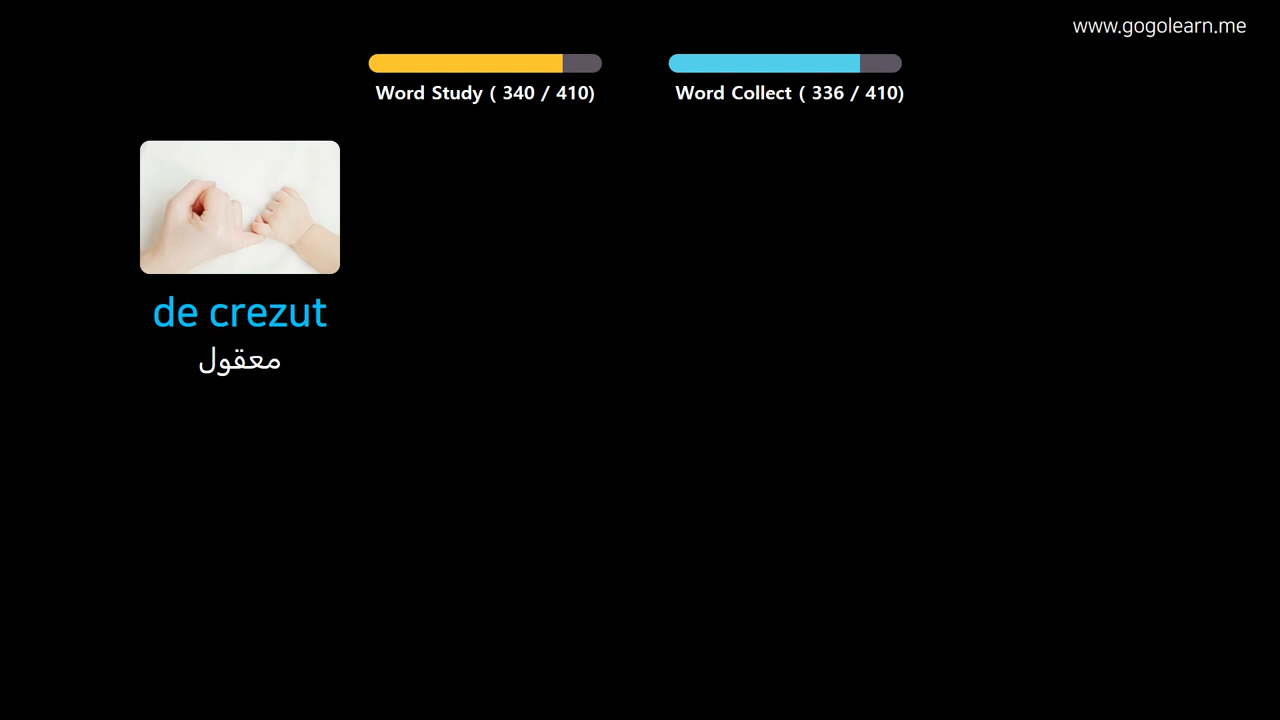 www.gogolearn.me
Word Study ( 340 / 410)
Word Collect ( 336 / 410)
de crezut
معقول